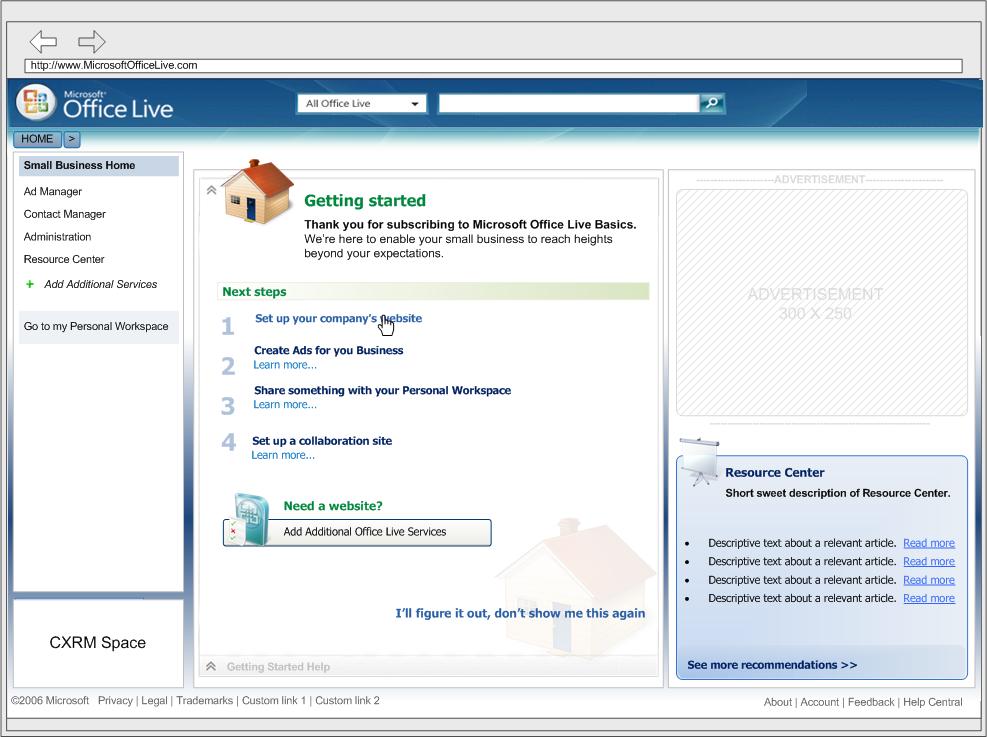 http://www.MicrosoftOfficeLive.com
Microsoft®
Office Live
All Office Live
HOME >
Small Business Home
Ad Manager
Contact Manager
Administration
Resource Center
+ Add Additional Services
Go to my Personal Workspace
CXRM Space
Getting started
Thank you for subscribing to Microsoft Office Live Basics.
We're here to enable your small business to reach heights
beyond your expectations.
Next steps
1 Set up your company's website
2 Create Ads for you Business
Learn more...
3 Share something with your Personal Workspace
Learn more...
4 Set up a collaboration site
Learn more...
Need a website?
Add Additional Office Live Services
I'll figure it out, don't show me this again
Getting Started Help
ADVERTISEMENT
ADVERTISEMENT
300 X 250
Resource Center
Short sweet description of Resource Center.
• Descriptive text about a relevant article. Read more
• Descriptive text about a relevant article. Read more
• Descriptive text about a relevant article. Read more
• Descriptive text about a relevant article. Read more
See more recommendations >>
©2006 Microsoft Privacy | Legal | Trademarks | Custom link 1 | Custom link 2
About | Account | Feedback | Help Central